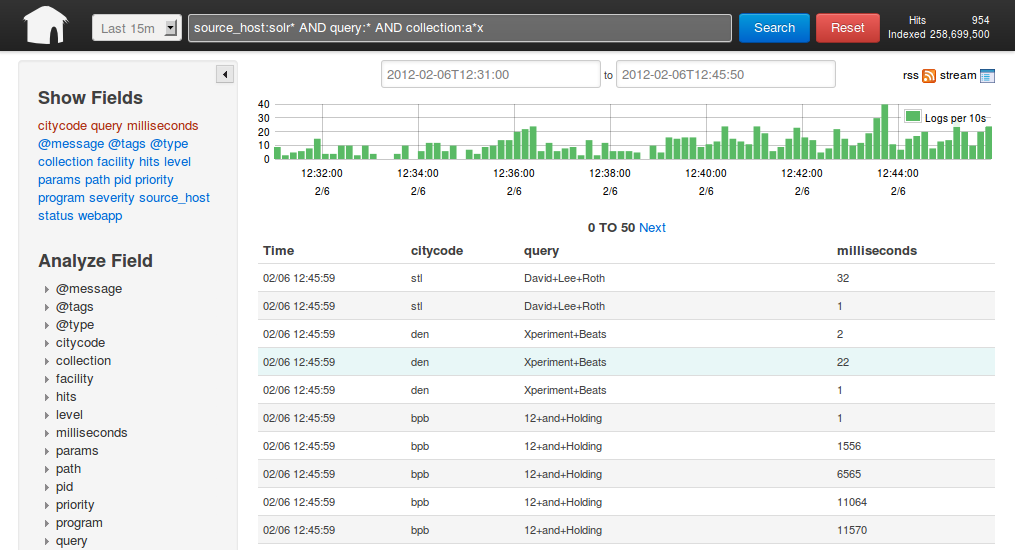 Last 15m source_host:solr* AND query:* AND collection:a*x Search Reset Hits 954
Indexed 258,699,500
2012-02-06T12:31:00 to 2012-02-06T12:45:50 rss stream
Show Fields
citycode query milliseconds
@message @tags @type
collection facility hits level
params path pid priority
program severity source_host
status webapp
Analyze Field
@message
@tags
@type
citycode
collection
facility
hits
level
milliseconds
params
path
pid
priority
program
query
40
30
20
10
0
Logs per 10s
12:32:00 12:34:00 12:36:00 12:38:00 12:40:00 12:42:00 12:44:00
2/6 2/6 2/6 2/6 2/6 2/6 2/6
0 TO 50 Next
Time citycode query milliseconds
02/06 12:45:59 stl David+Lee+Roth 32
02/06 12:45:59 stl David+Lee+Roth 1
02/06 12:45:59 den Xperiment+Beats 2
02/06 12:45:59 den Xperiment+Beats 22
02/06 12:45:59 den Xperiment+Beats 1
02/06 12:45:59 bpb 12+and+Holding 1
02/06 12:45:59 bpb 12+and+Holding 1556
02/06 12:45:59 bpb 12+and+Holding 6565
02/06 12:45:59 bpb 12+and+Holding 11064
02/06 12:45:59 bpb 12+and+Holding 11570